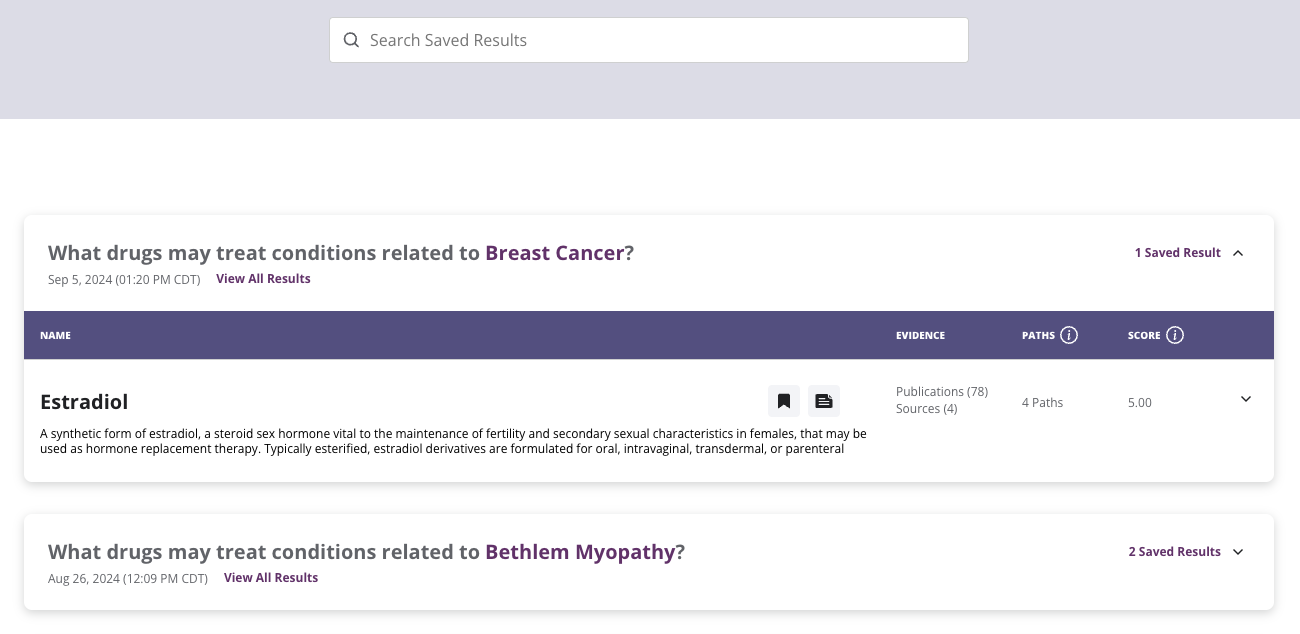 Search Saved Results
What drugs may treat conditions related to Breast Cancer?
1 Saved Result
Sep 5, 2024 (01:20 PM CDT) View All Results
NAME EVIDENCE PATHS SCORE
Estradiol
Publications (78)
Sources (4)
4 Paths
5.00
A synthetic form of estradiol, a steroid sex hormone vital to the maintenance of fertility and secondary sexual characteristics in females, that may be
used as hormone replacement therapy. Typically esterified, estradiol derivatives are formulated for oral, intravaginal, transdermal, or parenteral
What drugs may treat conditions related to Bethlem Myopathy?
2 Saved Results
Aug 26, 2024 (12:09 PM CDT) View All Results